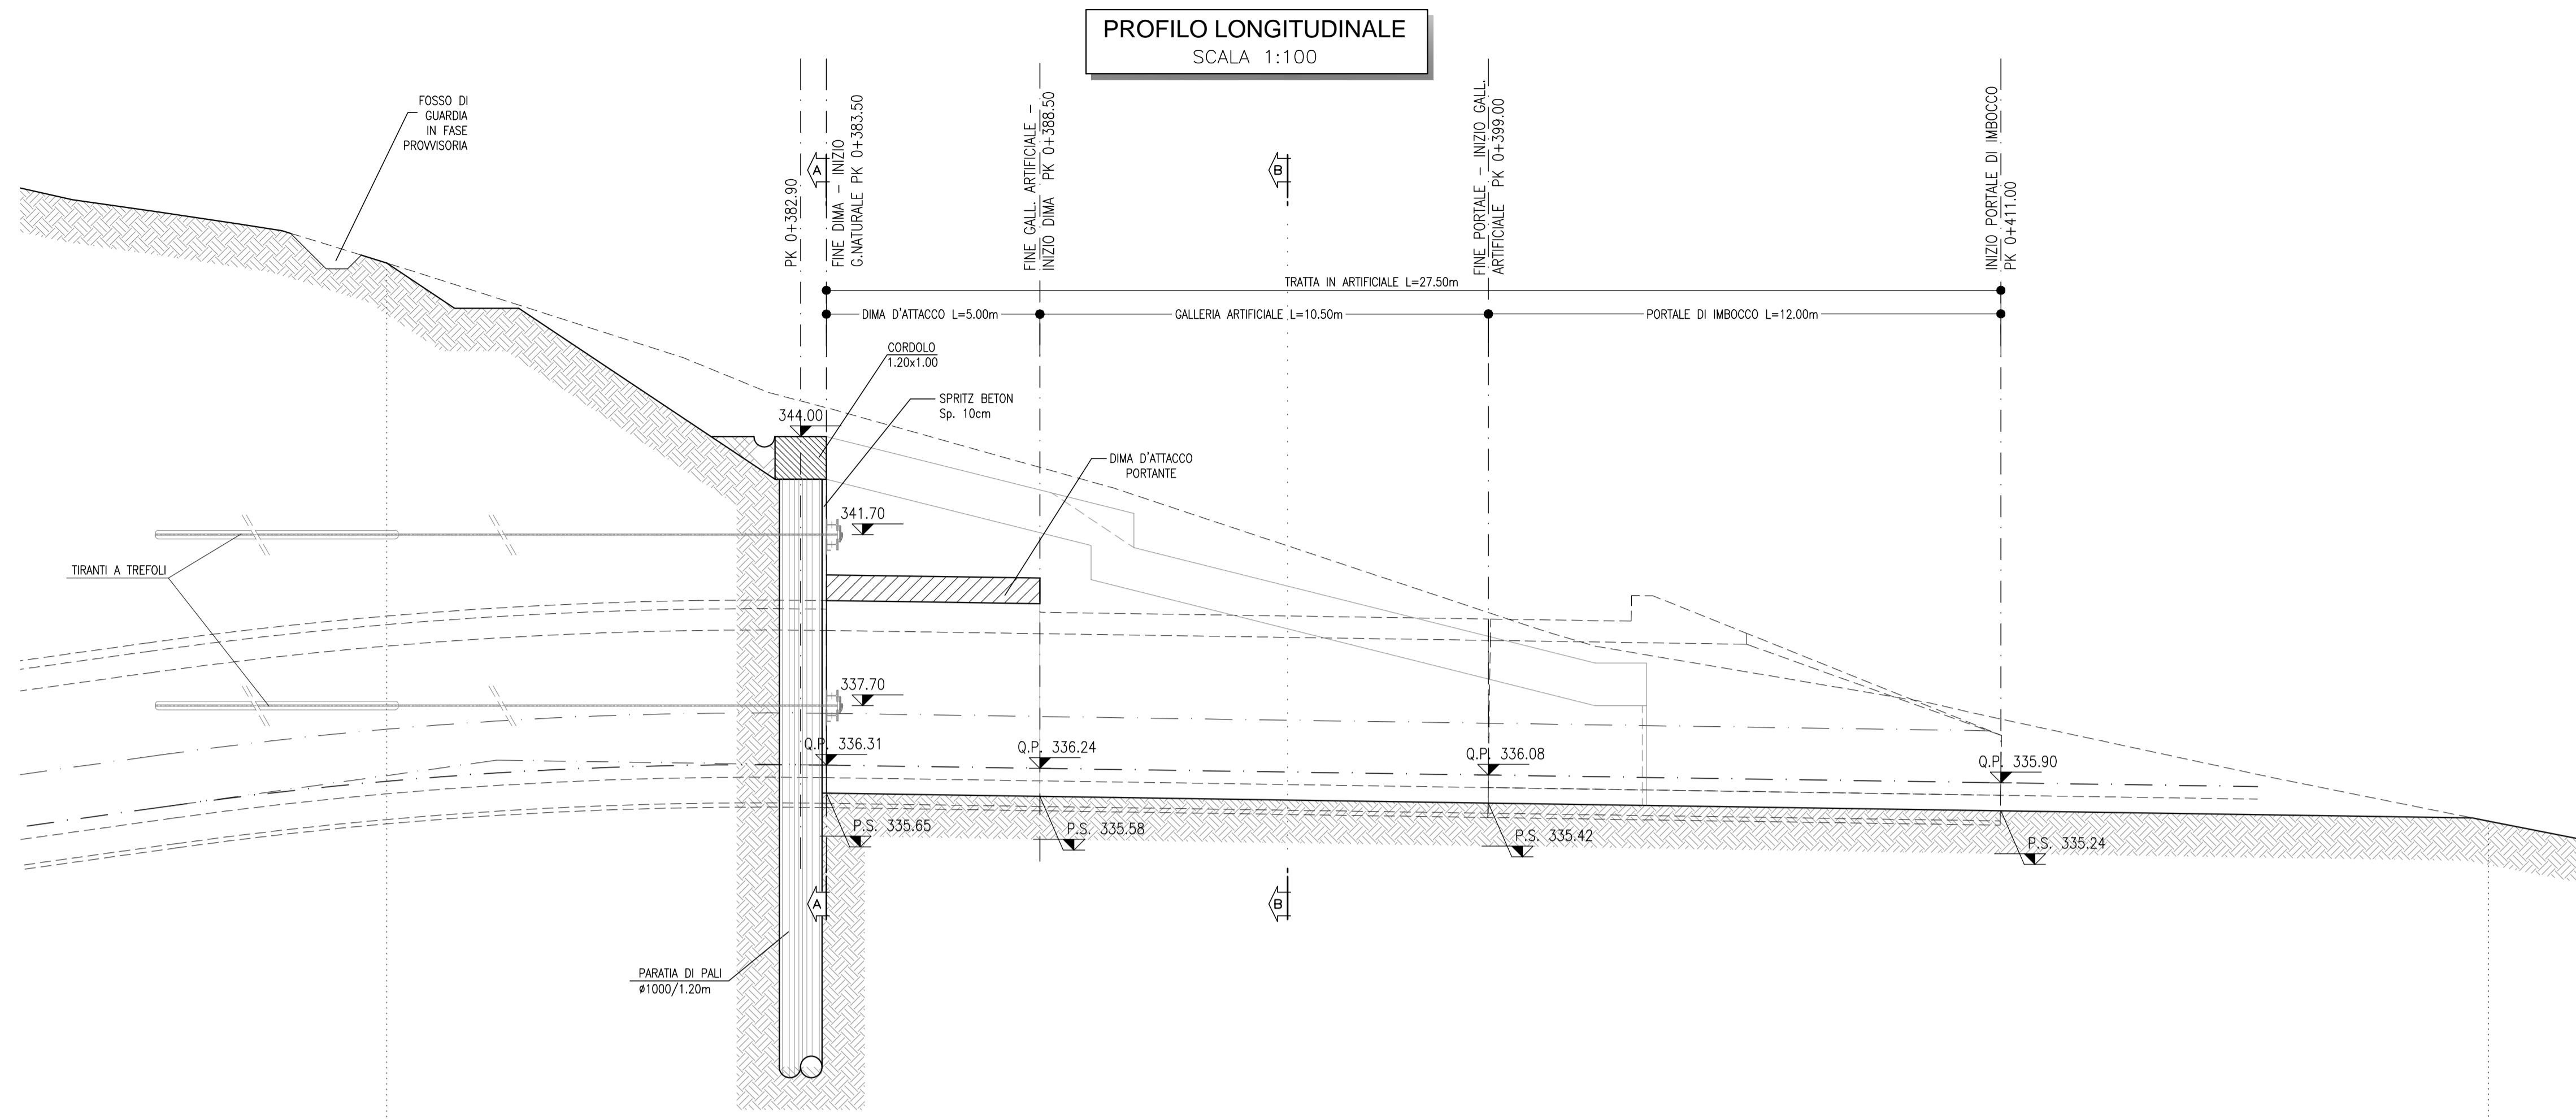 PROFILO LONGITUDINALE
SCALA 1:100
FOSSO DI
GUARDIA
IN FASE
PROVVISORIA
PK 0+382.90
FINE DIMA - INIZIO
G.NATURALE PK 0+383.50
FINE GALL. ARTIFICIALE -
INIZIO DIMA PK 0+388.50
FINE PORTALE - INIZIO GALL.
ARTIFICIALE PK 0+399.00
INIZIO PORTALE DI IMBOCCO
PK 0+411.00
A
B
TRATTA IN ARTIFICIALE L=27.50m
DIMA D'ATTACCO L=5.00m
GALLERIA ARTIFICIALE L=10.50m
PORTALE DI IMBOCCO L=12.00m
CORDOLO
1.20x1.00
SPRITZ BETON
Sp. 10cm
344.00
DIMA D'ATTACCO
PORTANTE
341.70
TIRANTI A TREFOLI
337.70
Q.P. 336.31
Q.P. 336.24
Q.P. 336.08
Q.P. 335.90
P.S. 335.65
P.S. 335.58
P.S. 335.42
P.S. 335.24
A
B
PARATIA DI PALI
ø1000/1.20m